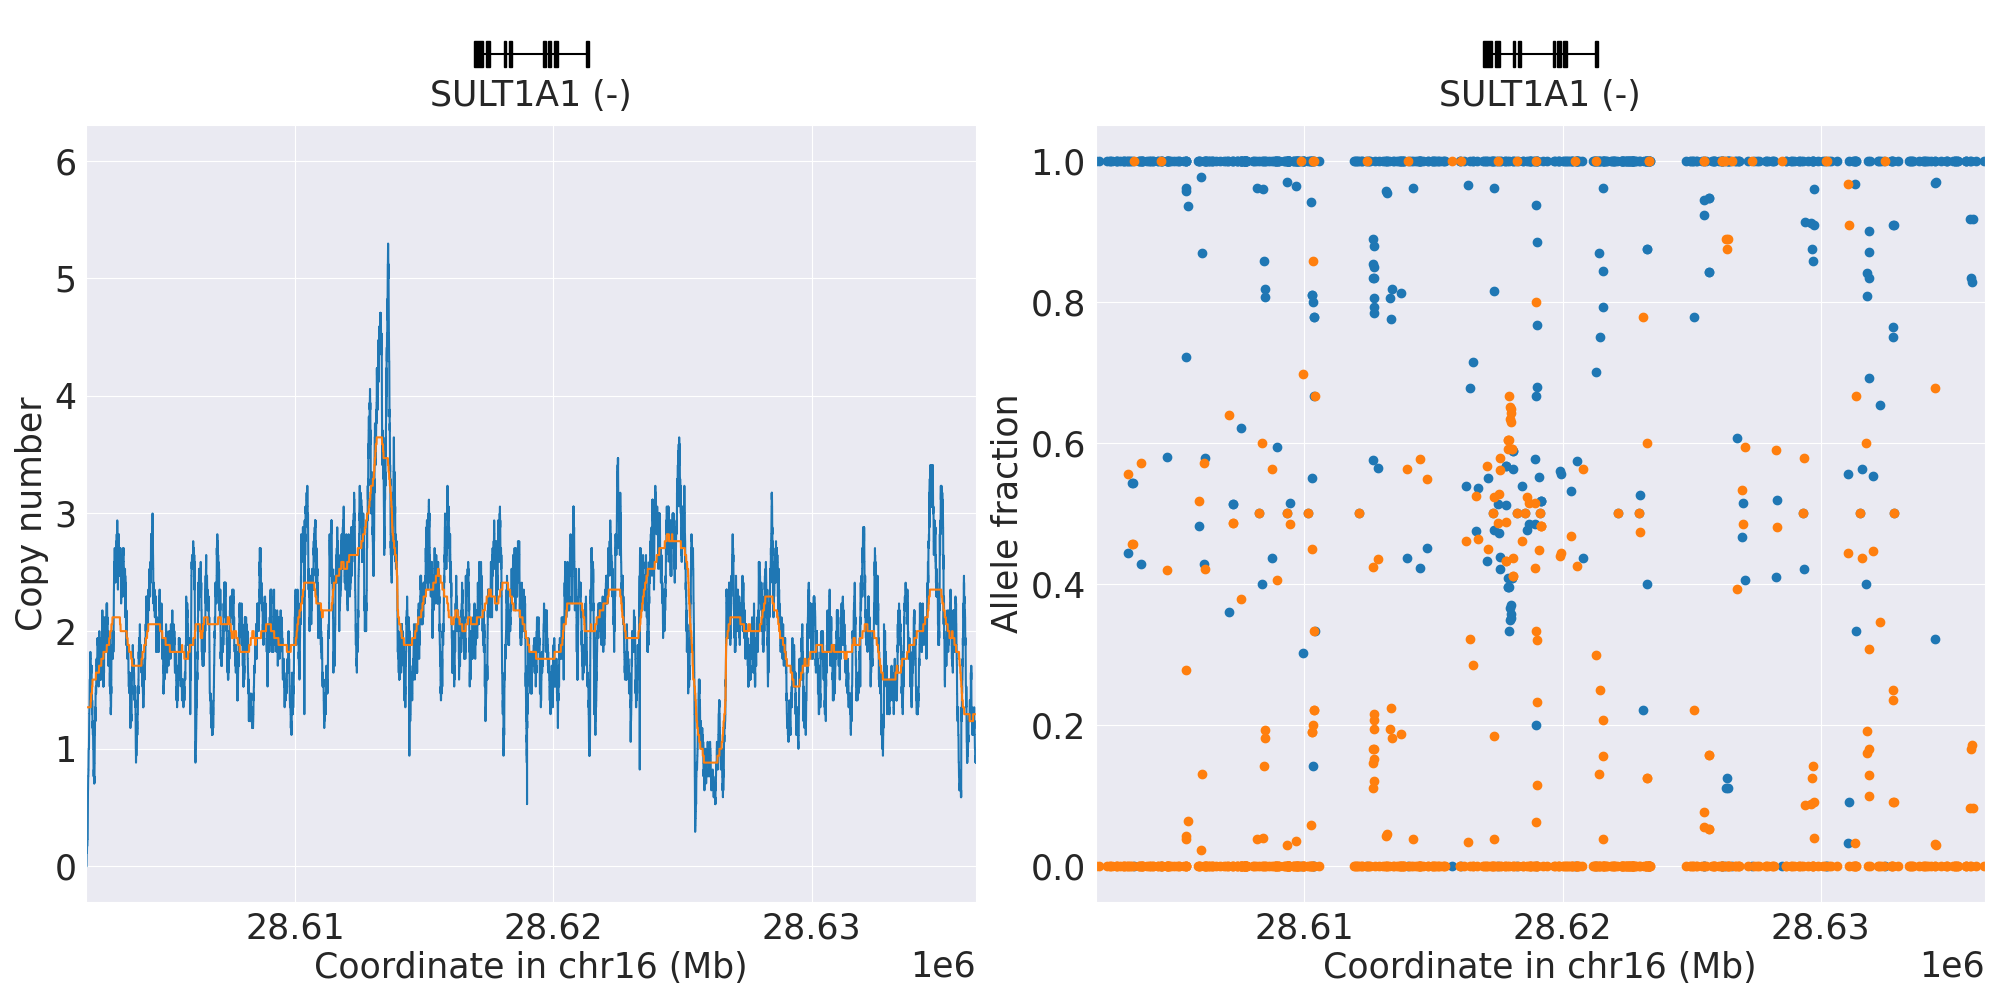 SULT1A1 (-)
Copy number
6
5
4
3
2
1
0
28.61
28.62
28.63
Coordinate in chr16 (Mb)
1e6
SULT1A1 (-)
Allele fraction
1.0
0.8
0.6
0.4
0.2
0.0
28.61
28.62
28.63
Coordinate in chr16 (Mb)
1e6